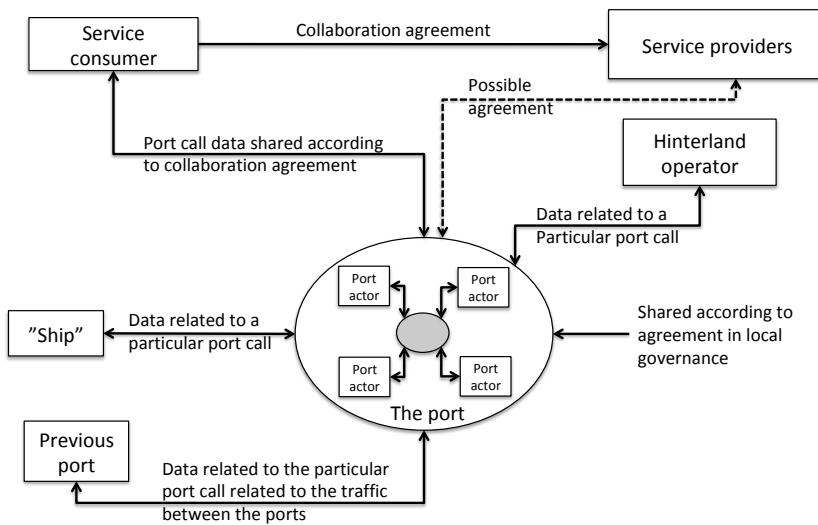 Service
consumer
Collaboration agreement
Service providers
Possible
agreement
Port call data shared according
to collaboration agreement
Hinterland
operator
Data related to a
Particular port call
Port
actor
Port
actor
”Ship”
Data related to a
particular port call
Shared according to
agreement in local
governance
Port
actor
Port
actor
The port
Previous
port
Data related to the particular
port call related to the traffic
between the ports